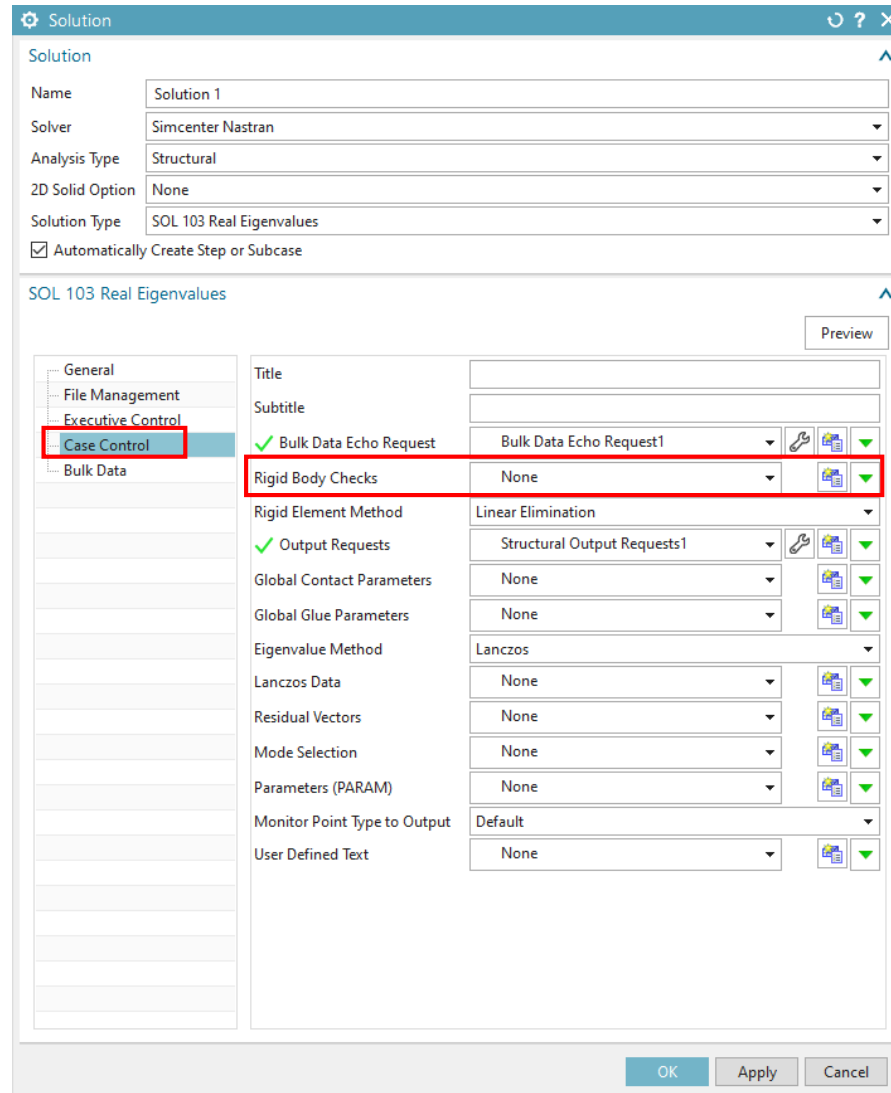 Solution
Solution
Name Solution 1
Solver Simcenter Nastran
Analysis Type Structural
2D Solid Option None
Solution Type SOL 103 Real Eigenvalues
Automatically Create Step or Subcase
SOL 103 Real Eigenvalues
Preview
General
File Management
Executive Control
Case Control
Bulk Data
Title
Subtitle
Bulk Data Echo Request Bulk Data Echo Request1
Rigid Body Checks None
Rigid Element Method Linear Elimination
Output Requests Structural Output Requests1
Global Contact Parameters None
Global Glue Parameters None
Eigenvalue Method Lanczos
Lanczos Data None
Residual Vectors None
Mode Selection None
Parameters (PARAM) None
Monitor Point Type to Output Default
User Defined Text None
OK Apply Cancel